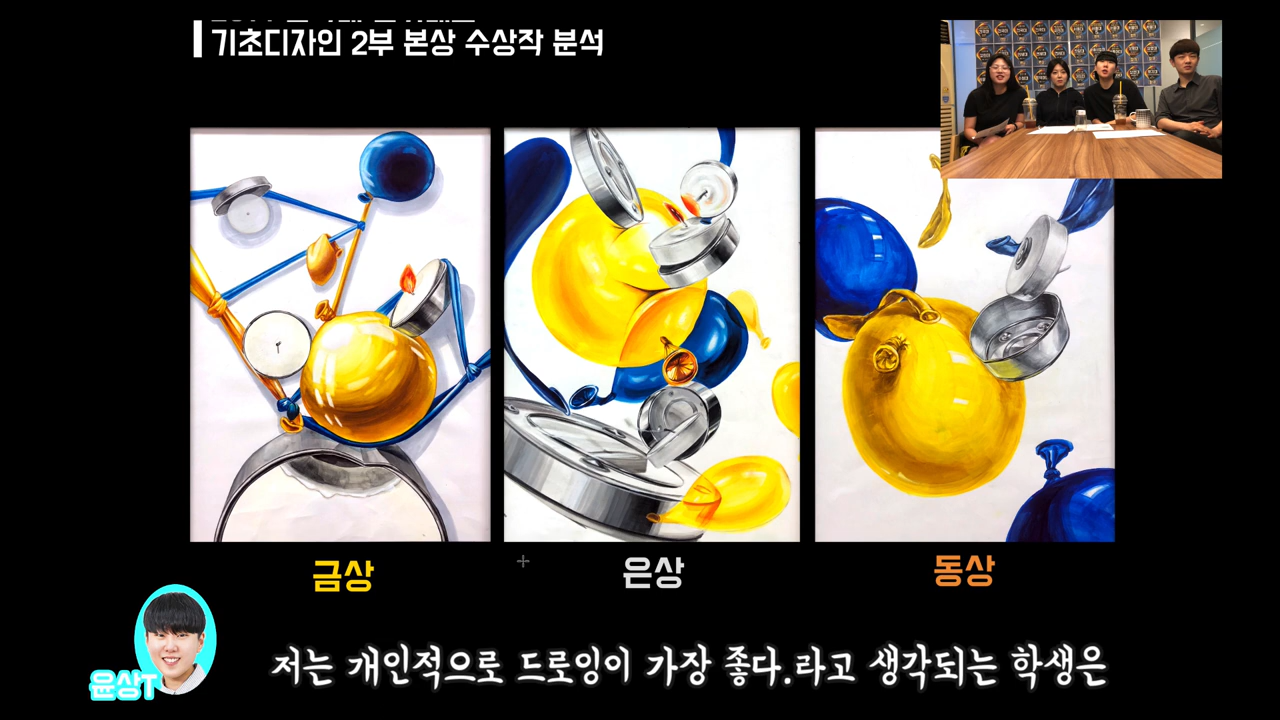 기초디자인 2부 본상 수상작 분석
금상
은상
동상
윤상T
저는 개인적으로 드로잉이 가장 좋다.라고 생각되는 학생은